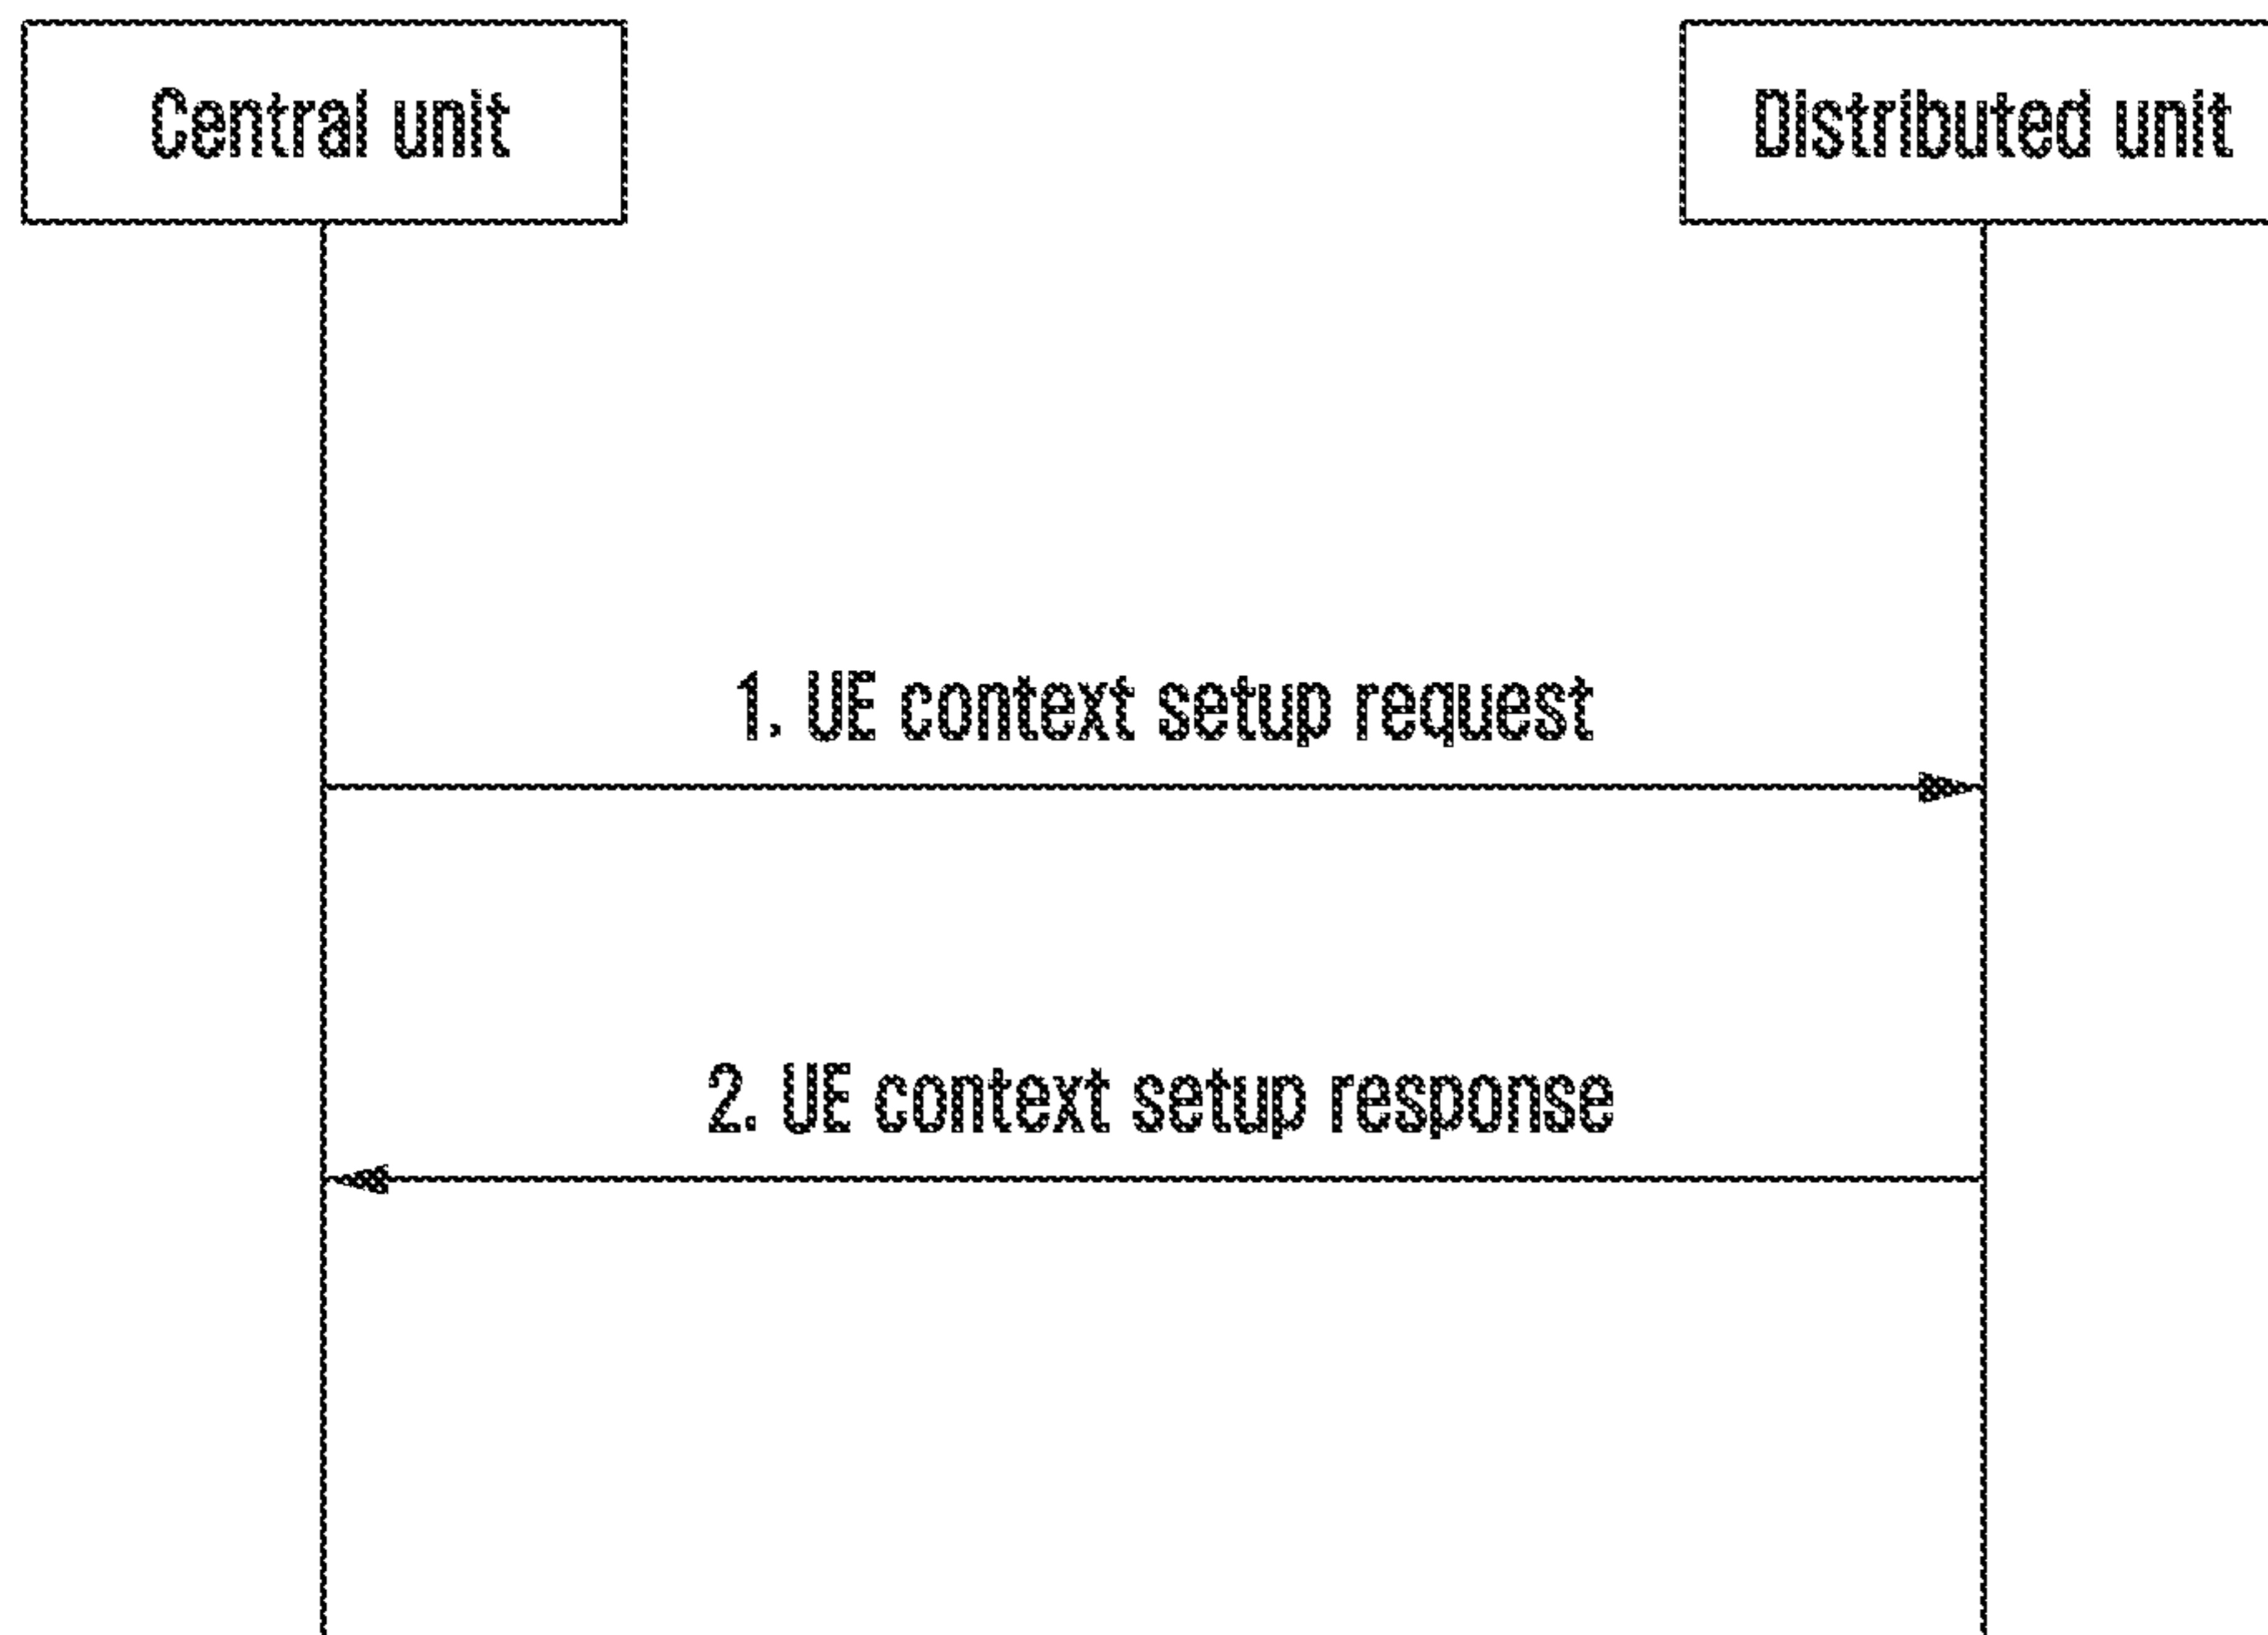 Central unit
Distributed unit
1. UE context setup request
2. UE context setup response